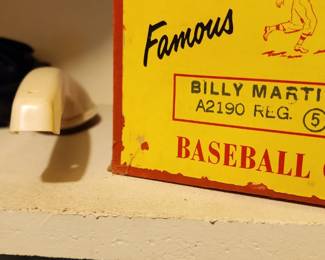 Famous
BILLY MARTI
A2190 REG. 5
BASEBALL